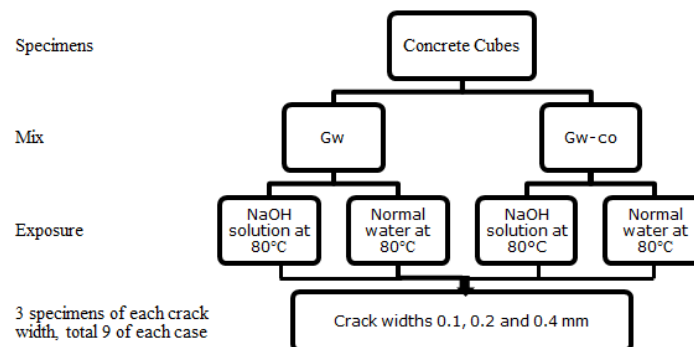 Specimens
Concrete Cubes
Mix
Gw
Gw-co
Exposure
NaOH
solution at
80°C
Normal
water at
80°C
NaOH
solution at
80°C
Normal
water at
80°C
3 specimens of each crack
width, total 9 of each case
Crack widths 0.1, 0.2 and 0.4 mm